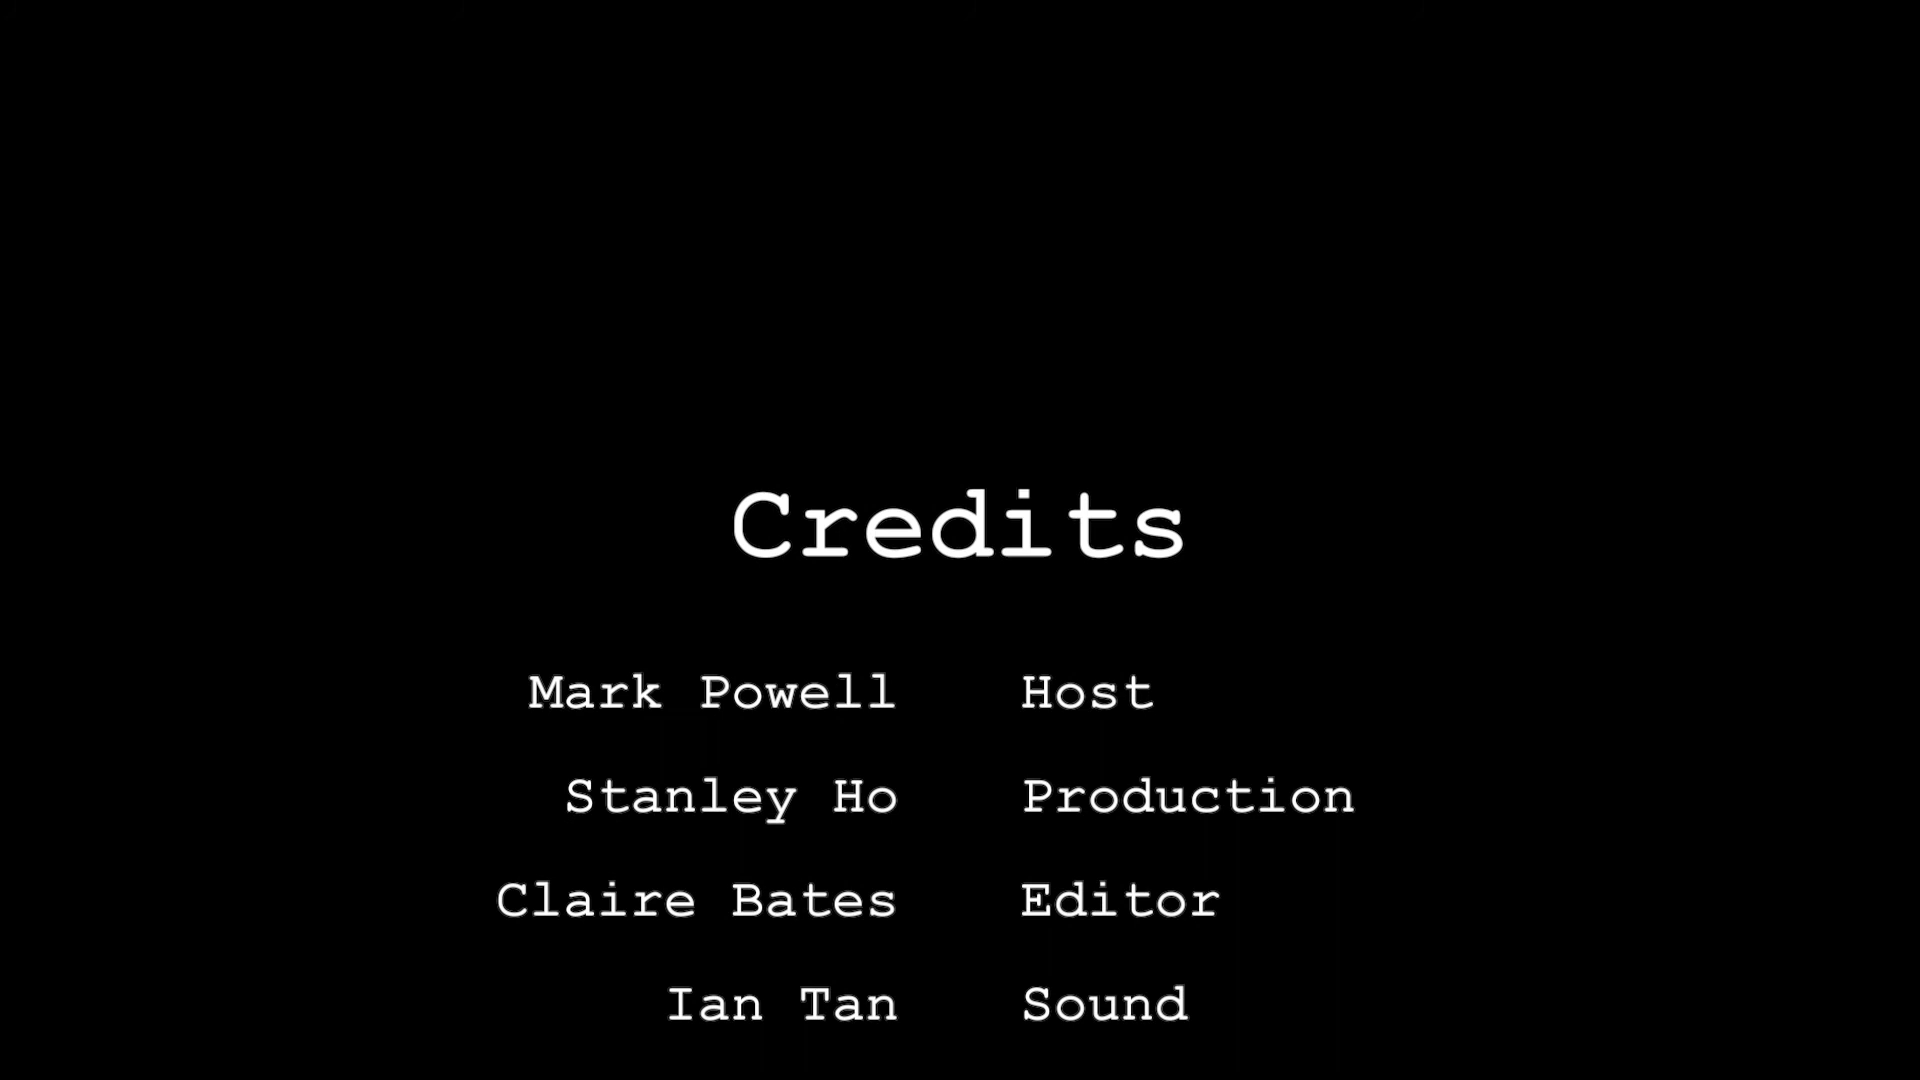 Credits
Mark Powell Host
Stanley Ho Production
Claire Bates Editor
Ian Tan Sound